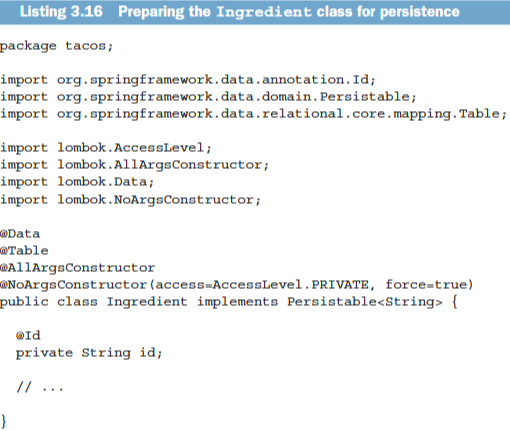 Listing 3.16 Preparing the Ingredient class for persistence
package tacos;
import org.springframework.data.annotation.Id;
import org.springframework.data.domain.Persistable;
import org.springframework.data.relational.core.mapping.Table;
import lombok.AccessLevel;
import lombok.AllArgsConstructor;
import lombok.Data;
import lombok.NoArgsConstructor;
@Data
@Table
@AllArgsConstructor
@NoArgsConstructor(access=AccessLevel.PRIVATE, force=true)
public class Ingredient implements Persistable<String> {
@Id
private String id;
// ...
}